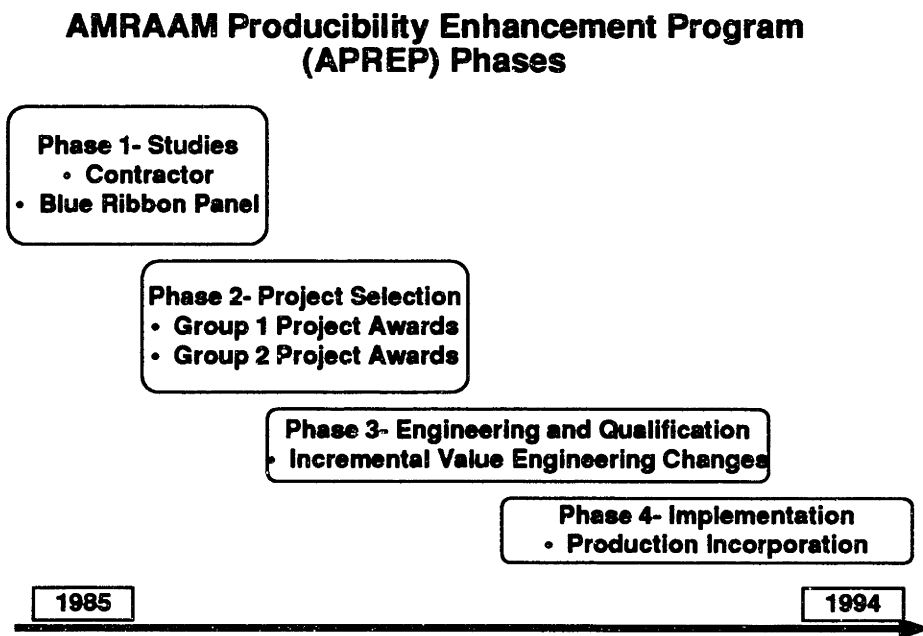 AMRAAM Producibility Enhancement Program
(APREP) Phases
Phase 1- Studies
• Contractor
• Blue Ribbon Panel
Phase 2- Project Selection
• Group 1 Project Awards
• Group 2 Project Awards
Phase 3- Engineering and Qualification
• Incremental Value Engineering Changes
Phase 4- Implementation
• Production Incorporation
1985
1994